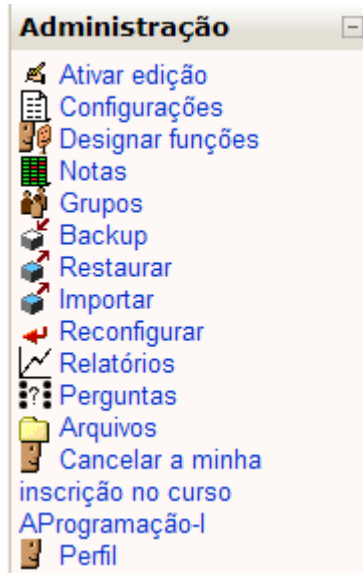 Administração
Ativar edição
Configurações
Designar funções
Notas
Grupos
Backup
Restaurar
Importar
Reconfigurar
Relatórios
Perguntas
Arquivos
Cancelar a minha
inscrição no curso
AProgramação-I
Perfil